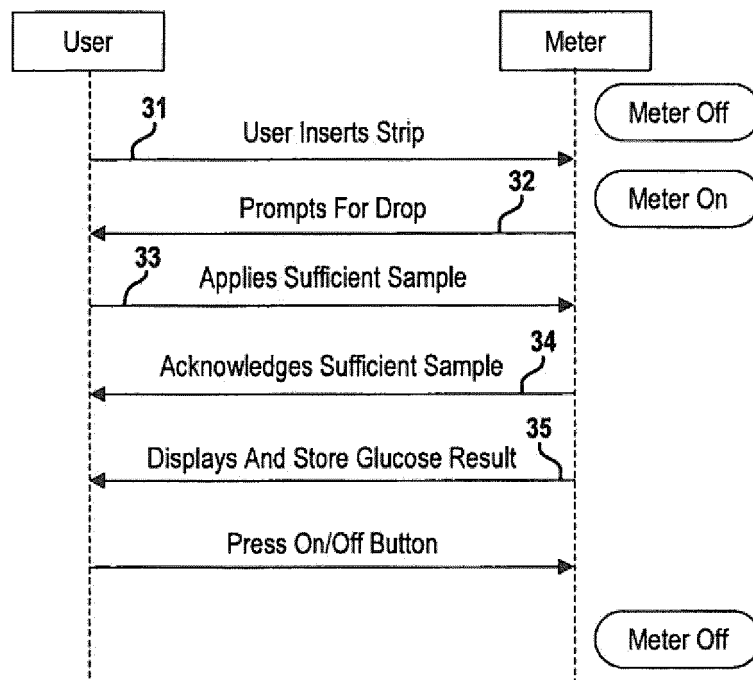 User
Meter
Meter Off
31
User Inserts Strip
Meter On
32
Prompts For Drop
33
Applies Sufficient Sample
34
Acknowledges Sufficient Sample
35
Displays And Store Glucose Result
Press On/Off Button
Meter Off